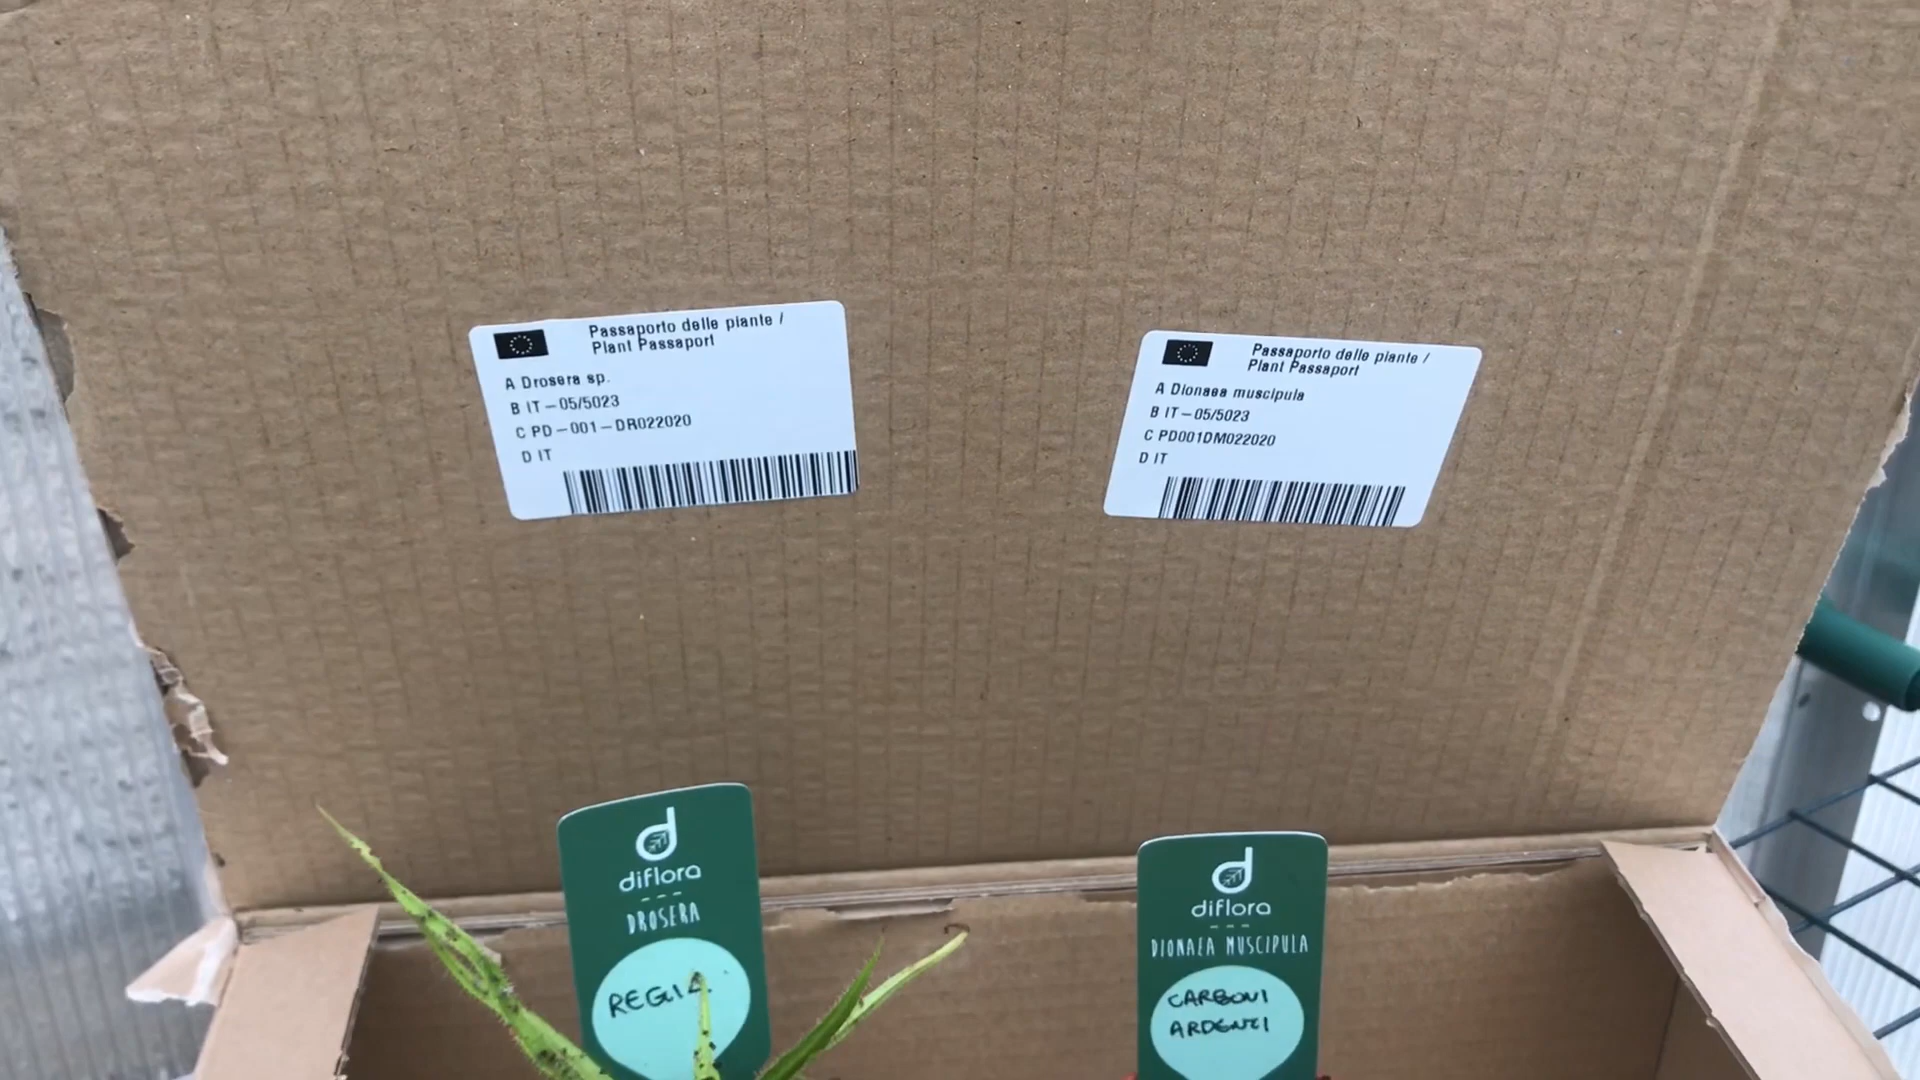 Passaporto delle piante /
Plant Passaport
A Drosera sp.
B IT-05/5023
C PD-001-DR022020
D IT
Passaporto delle piante /
Plant Passaport
A Dionaea muscipula
B IT-05/5023
C PD001DM022020
D IT
diflora
DROSERA
REGIA
diflora
DIONAEA MUSCIPULA
CARBONI
ARDENTI